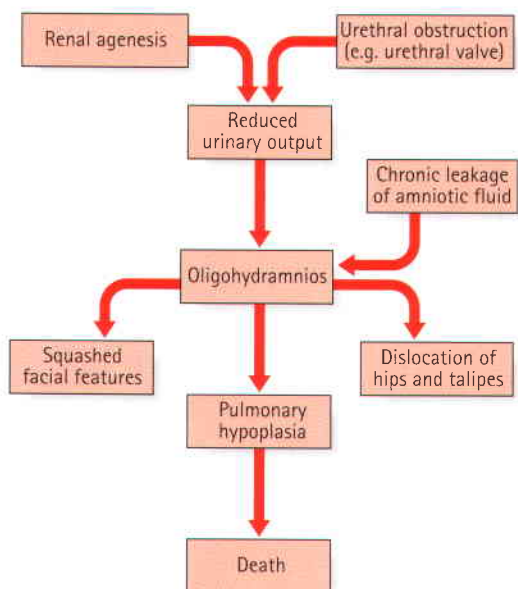 Renal agenesis
Urethral obstruction
(e.g. urethral valve)
Reduced
urinary output
Chronic leakage
of amniotic fluid
Oligohydramnios
Squashed
facial features
Dislocation of
hips and talipes
Pulmonary
hypoplasia
Death